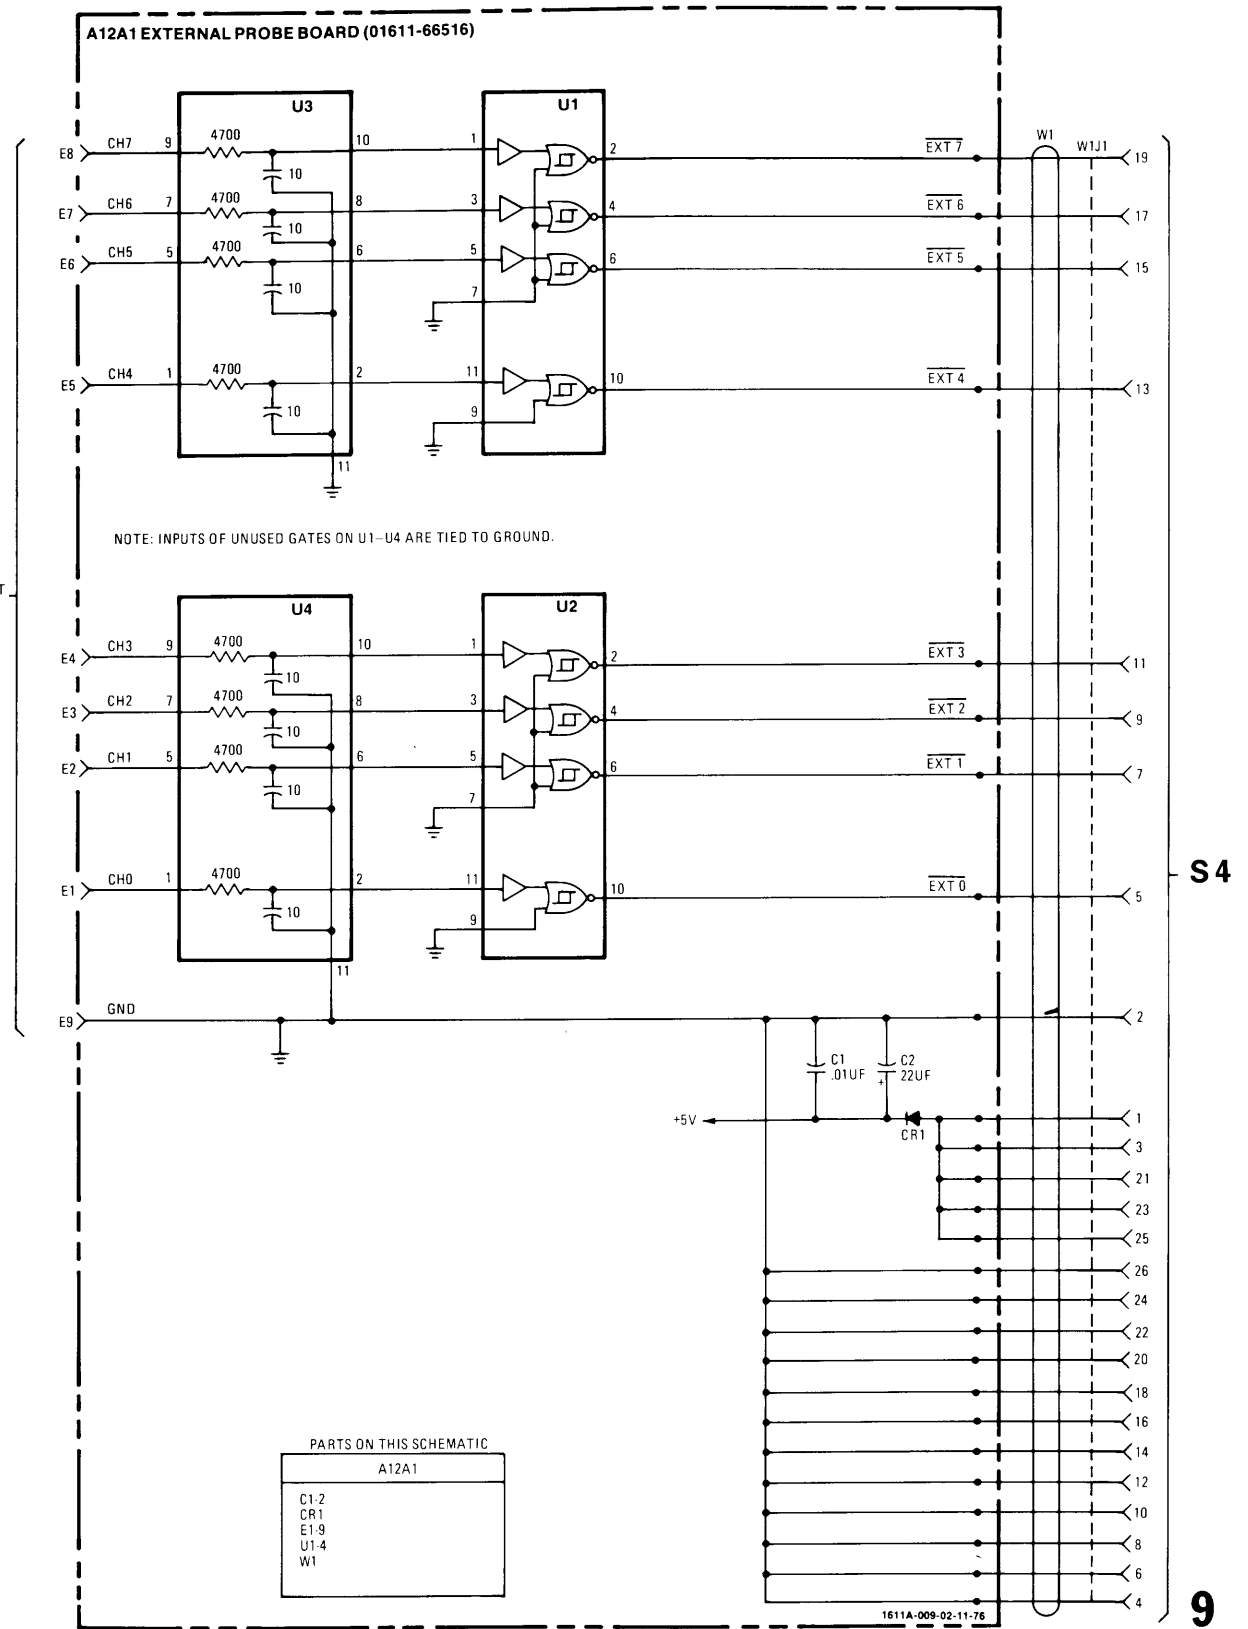 A12A1 EXTERNAL PROBE BOARD (01611-66516)
U3
U1
W1
W1J1
E8 CH7 9 4700 10 1 2 EXT 7 19
10
E7 CH6 7 4700 8 3 4 EXT 6 17
10
E6 CH5 5 4700 6 5 6 EXT 5 15
10
7
E5 CH4 1 4700 2 11 10 EXT 4 13
10
9
11
NOTE: INPUTS OF UNUSED GATES ON U1–U4 ARE TIED TO GROUND.
T
U4
U2
E4 CH3 9 4700 10 1 2 EXT 3 11
10
E3 CH2 7 4700 8 3 4 EXT 2 9
10
E2 CH1 5 4700 6 5 6 EXT 1 7
10
7
S4
E1 CH0 1 4700 2 11 10 EXT 0 5
10
9
11
E9 GND 2
C1
.01UF
C2
22UF
+
+5V
CR1
1
3
21
23
25
26
24
22
20
18
16
14
12
10
8
6
4
PARTS ON THIS SCHEMATIC
A12A1
C1-2
CR1
E1-9
U1-4
W1
1611A-009-02-11-76
9